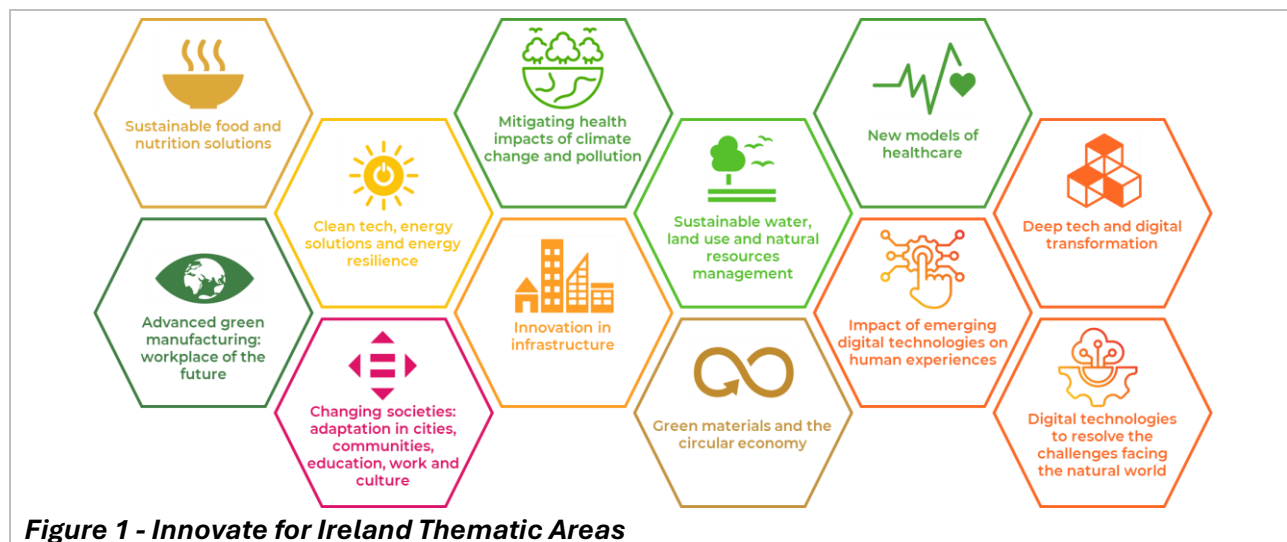 Sustainable food and
nutrition solutions
Mitigating health
impacts of climate
change and pollution
New models of
healthcare
Clean tech, energy
solutions and energy
resilience
Sustainable water,
land use and natural
resources
management
Deep tech and digital
transformation
Advanced green
manufacturing:
workplace of the
future
Innovation in
infrastructure
Impact of emerging
digital technologies on
human experiences
Changing societies:
adaptation in cities,
communities,
education, work and
culture
Green materials and the
circular economy
Digital technologies
to resolve the
challenges facing
the natural world
Figure 1 - Innovate for Ireland Thematic Areas